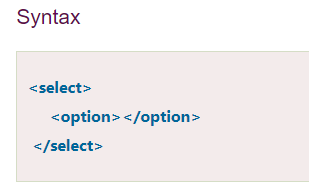 Syntax
<select>
<option></option>
</select>